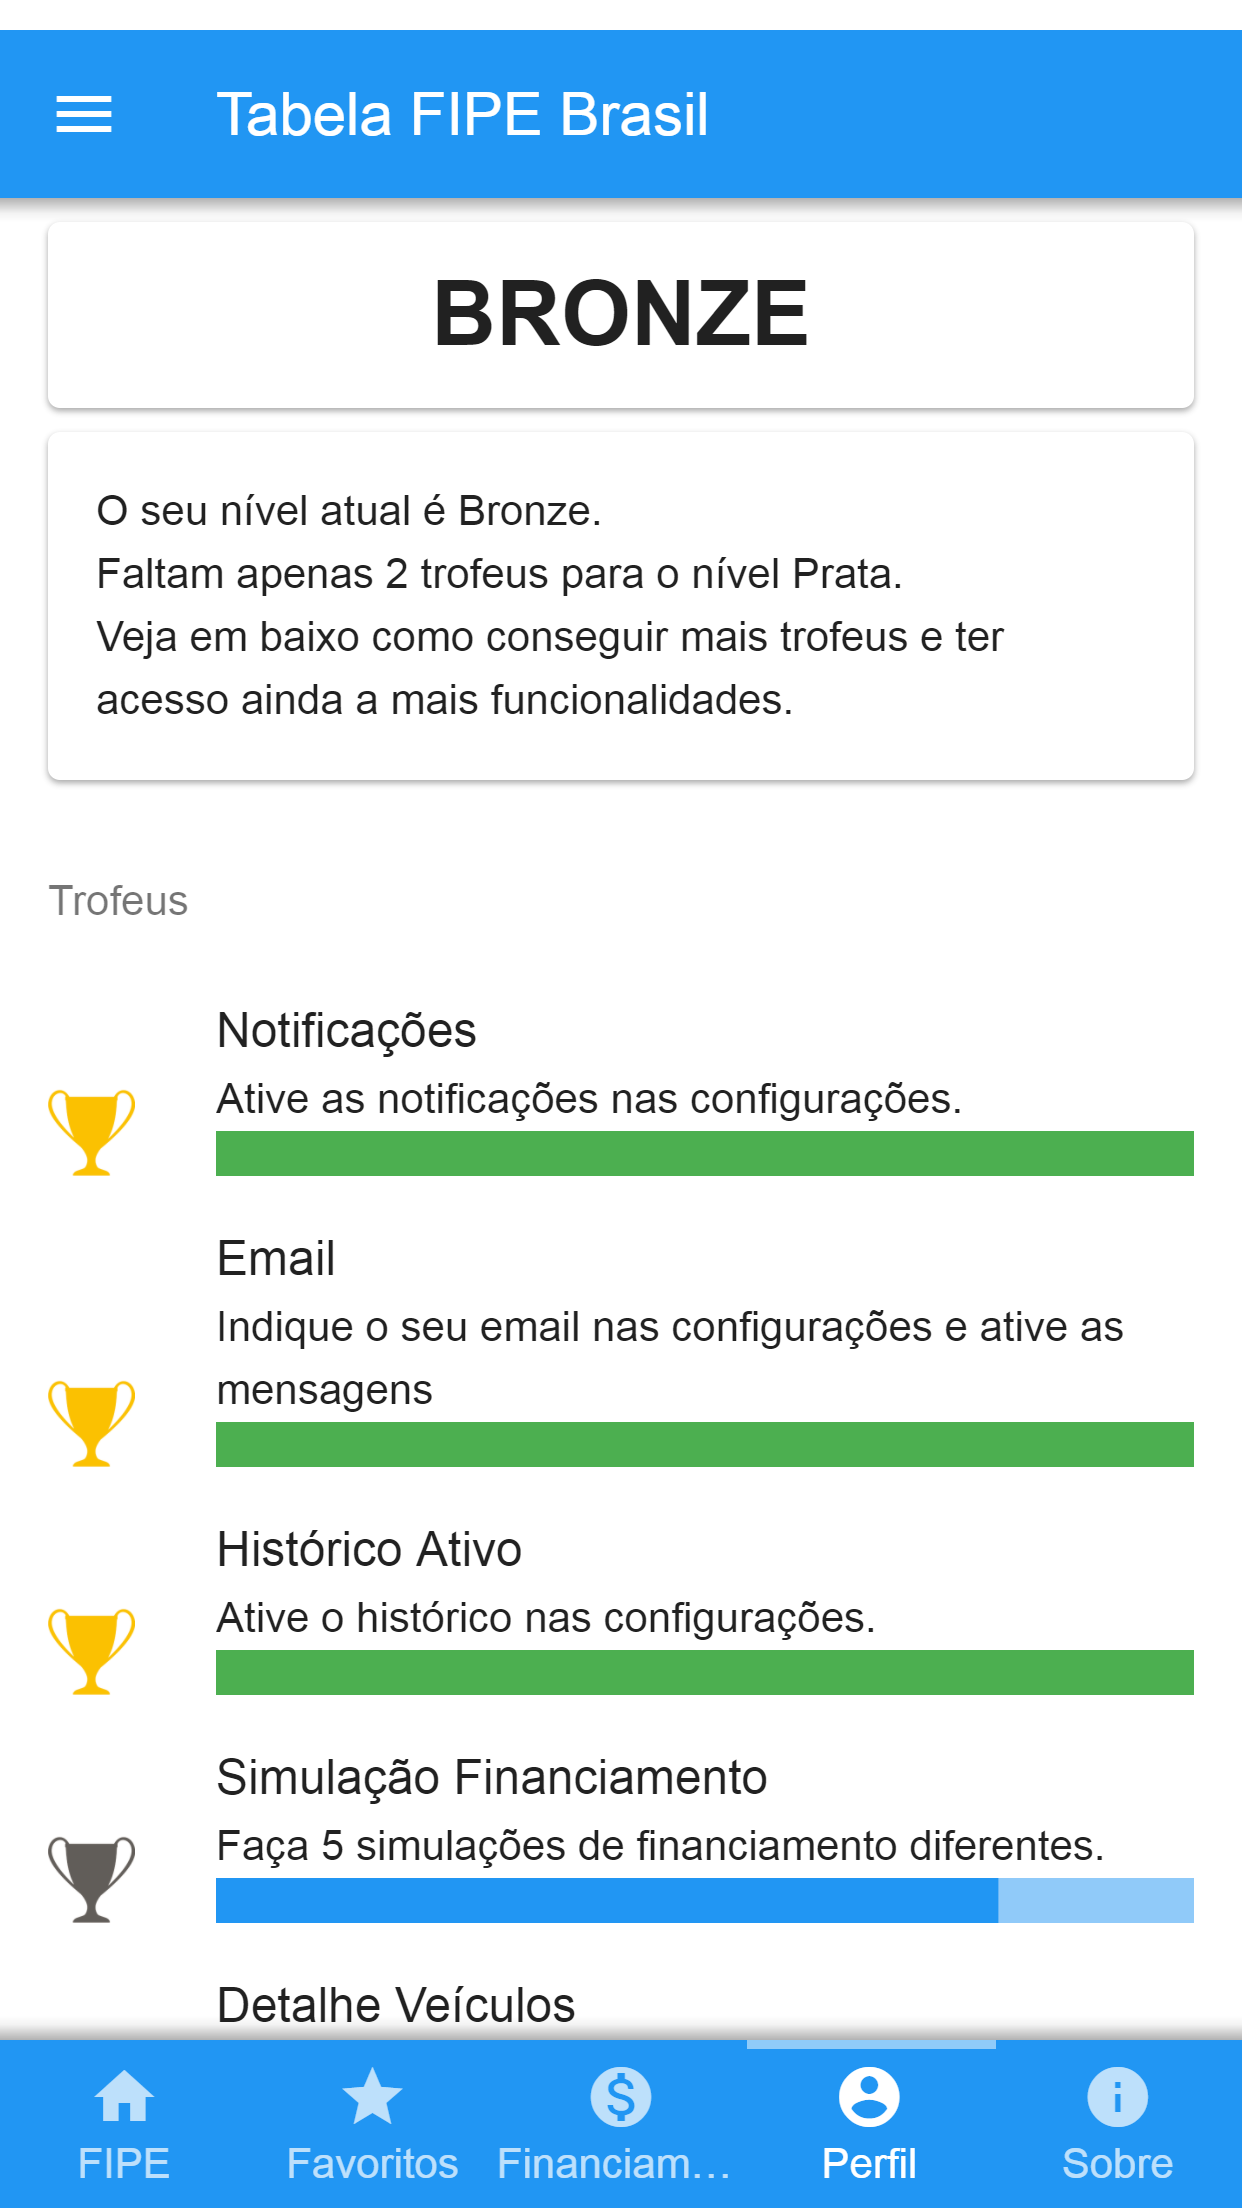 Tabela FIPE Brasil
BRONZE
O seu nível atual é Bronze.
Faltam apenas 2 trofeus para o nível Prata.
Veja em baixo como conseguir mais trofeus e ter
acesso ainda a mais funcionalidades.
Trofeus
Notificações
Ative as notificações nas configurações.
Email
Indique o seu email nas configurações e ative as
mensagens
Histórico Ativo
Ative o histórico nas configurações.
Simulação Financiamento
Faça 5 simulações de financiamento diferentes.
Detalhe Veículos
FIPE
Favoritos
Financiam...
Perfil
Sobre